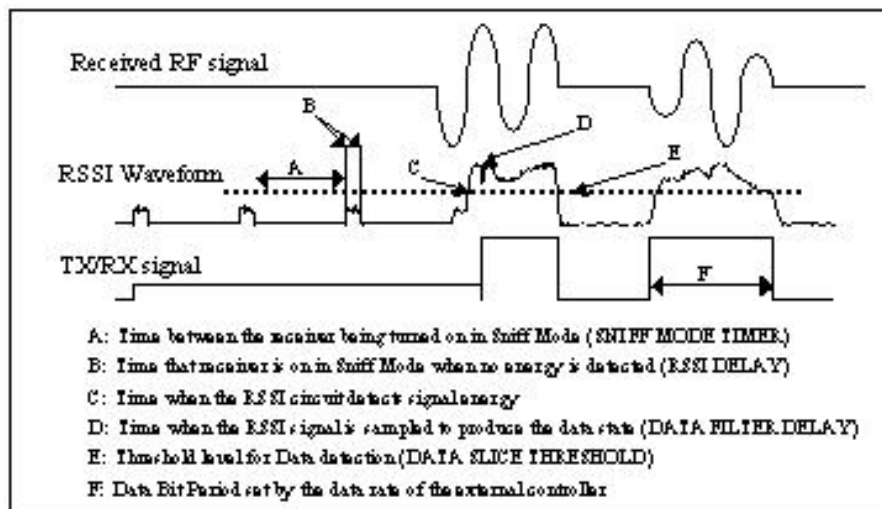 Received RF signal
B
D
RSSI Waveform
A
C
E
TX/RX signal
F
A: Time between the receiver being turned on in Sniff Mode (SNIFF MODE TIMER)
B: Time that receiver is on in Sniff Mode when no energy is detected (RSSI DELAY)
C: Time when the RSSI circuit detects signal energy
D: Time when the RSSI signal is sampled to produce the data state (DATA FILTER DELAY)
E: Threshold level for Data detection (DATA SLICE THRESHOLD)
F: Data Bit Period set by the data rate of the external controller